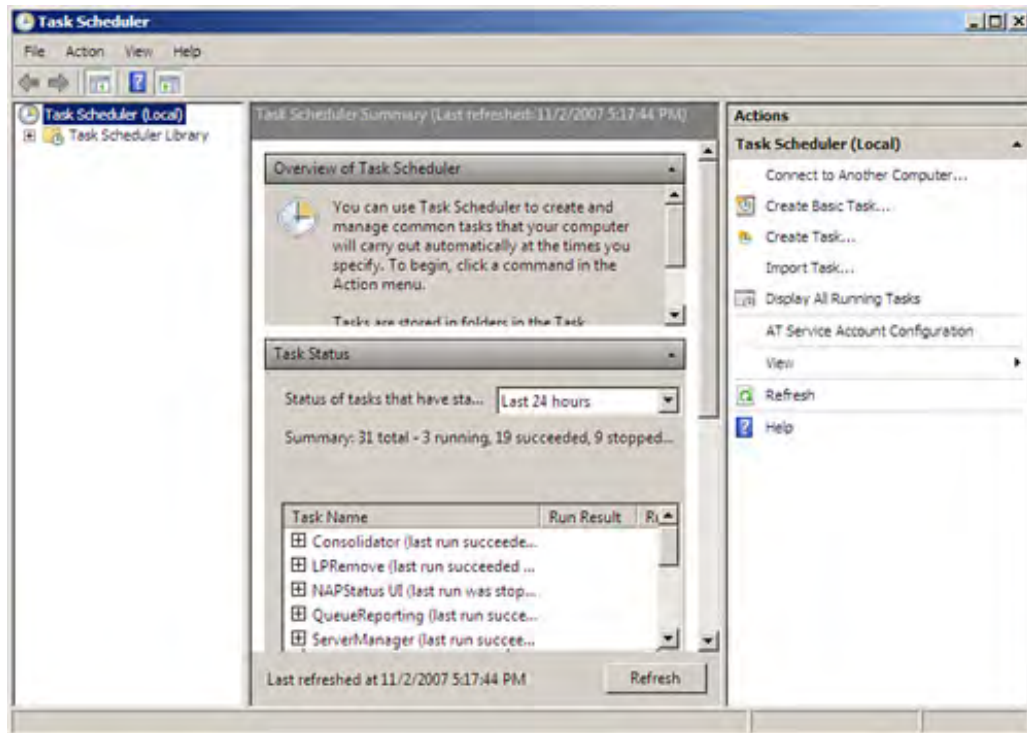 Task Scheduler
File Action View Help
Task Scheduler (Local)
Task Scheduler Library
Task Scheduler Summary (Last refreshed: 11/2/2007 5:17:44 PM)
Overview of Task Scheduler
You can use Task Scheduler to create and
manage common tasks that your computer
will carry out automatically at the times you
specify. To begin, click a command in the
Action menu.
Tasks are stored in folders in the Task
Task Status
Status of tasks that have sta... Last 24 hours
Summary: 31 total - 3 running, 19 succeeded, 9 stopped...
Task Name Run Result
Consolidator (last run succeede...
LPRemove (last run succeeded ...
NAPStatus UI (last run was stop...
QueueReporting (last run succe...
ServerManager (last run succee...
Last refreshed at 11/2/2007 5:17:44 PM Refresh
Actions
Task Scheduler (Local)
Connect to Another Computer...
Create Basic Task...
Create Task...
Import Task...
Display All Running Tasks
AT Service Account Configuration
View
Refresh
Help